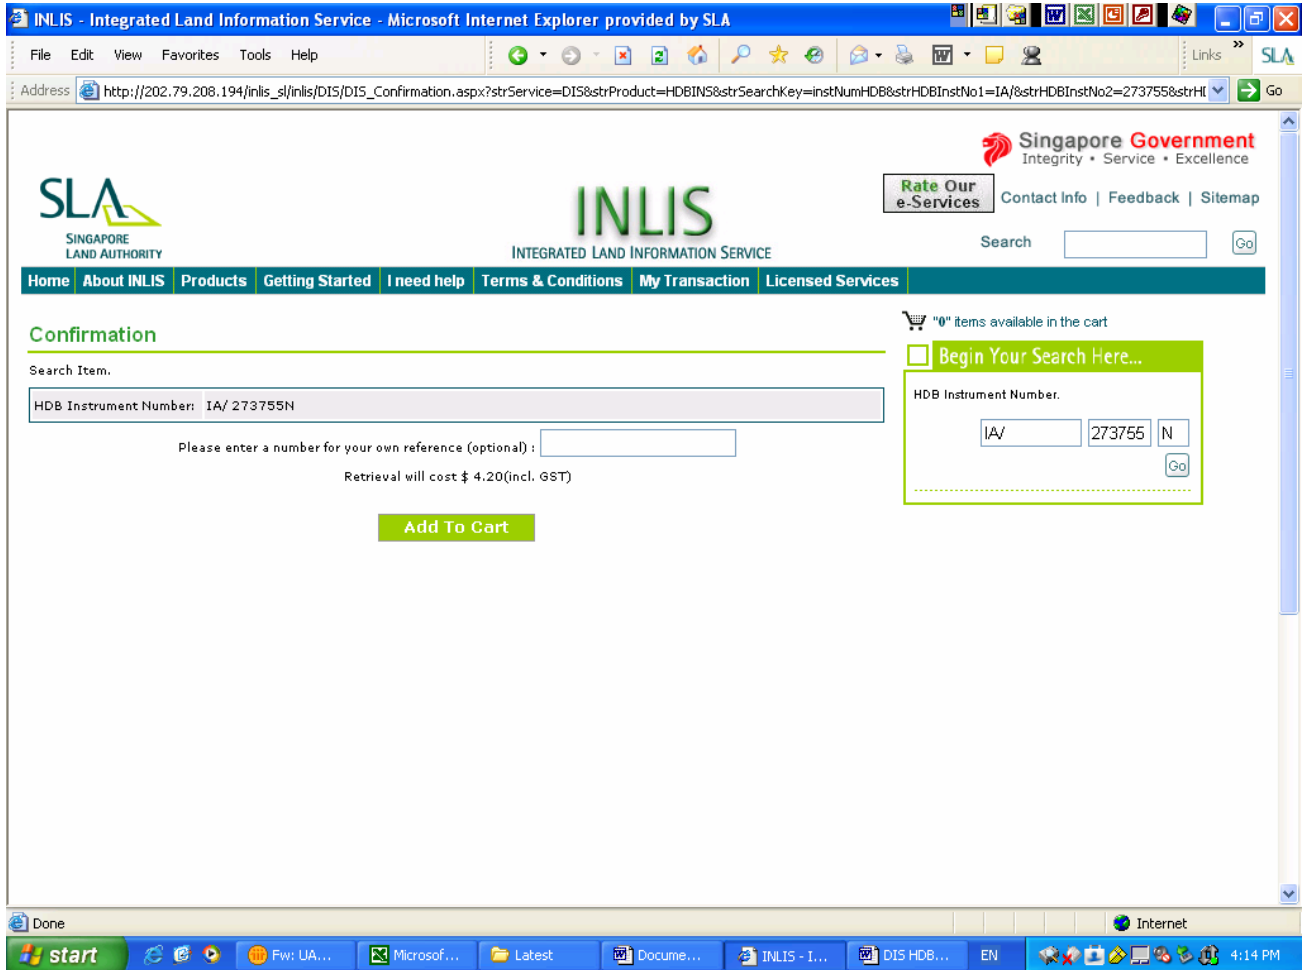 INLIS - Integrated Land Information Service - Microsoft Internet Explorer provided by SLA
File Edit View Favorites Tools Help
Links » SLA
Address http://202.79.208.194/inlis_sl/inlis/DIS/DIS_Confirmation.aspx?strService=DIS&strProduct=HDBINS&strSearchKey=instNumHDB&strHDBInstNo1=IA/&strHDBInstNo2=273755&strH Go
Singapore Government
Integrity • Service • Excellence
SLA
SINGAPORE
LAND AUTHORITY
INLIS
INTEGRATED LAND INFORMATION SERVICE
Rate Our
e-Services
Contact Info | Feedback | Sitemap
Search Go
Home About INLIS Products Getting Started I need help Terms & Conditions My Transaction Licensed Services
"0" items available in the cart
Confirmation
Begin Your Search Here...
Search Item.
HDB Instrument Number: IA/ 273755N
HDB Instrument Number.
IA/ 273755 N
Go
Please enter a number for your own reference (optional) :
Retrieval will cost $ 4.20(incl. GST)
Add To Cart
Done
Internet
start Fw: UA... Microsof... Latest Docume... INLIS - I... DIS HDB... EN 4:14 PM